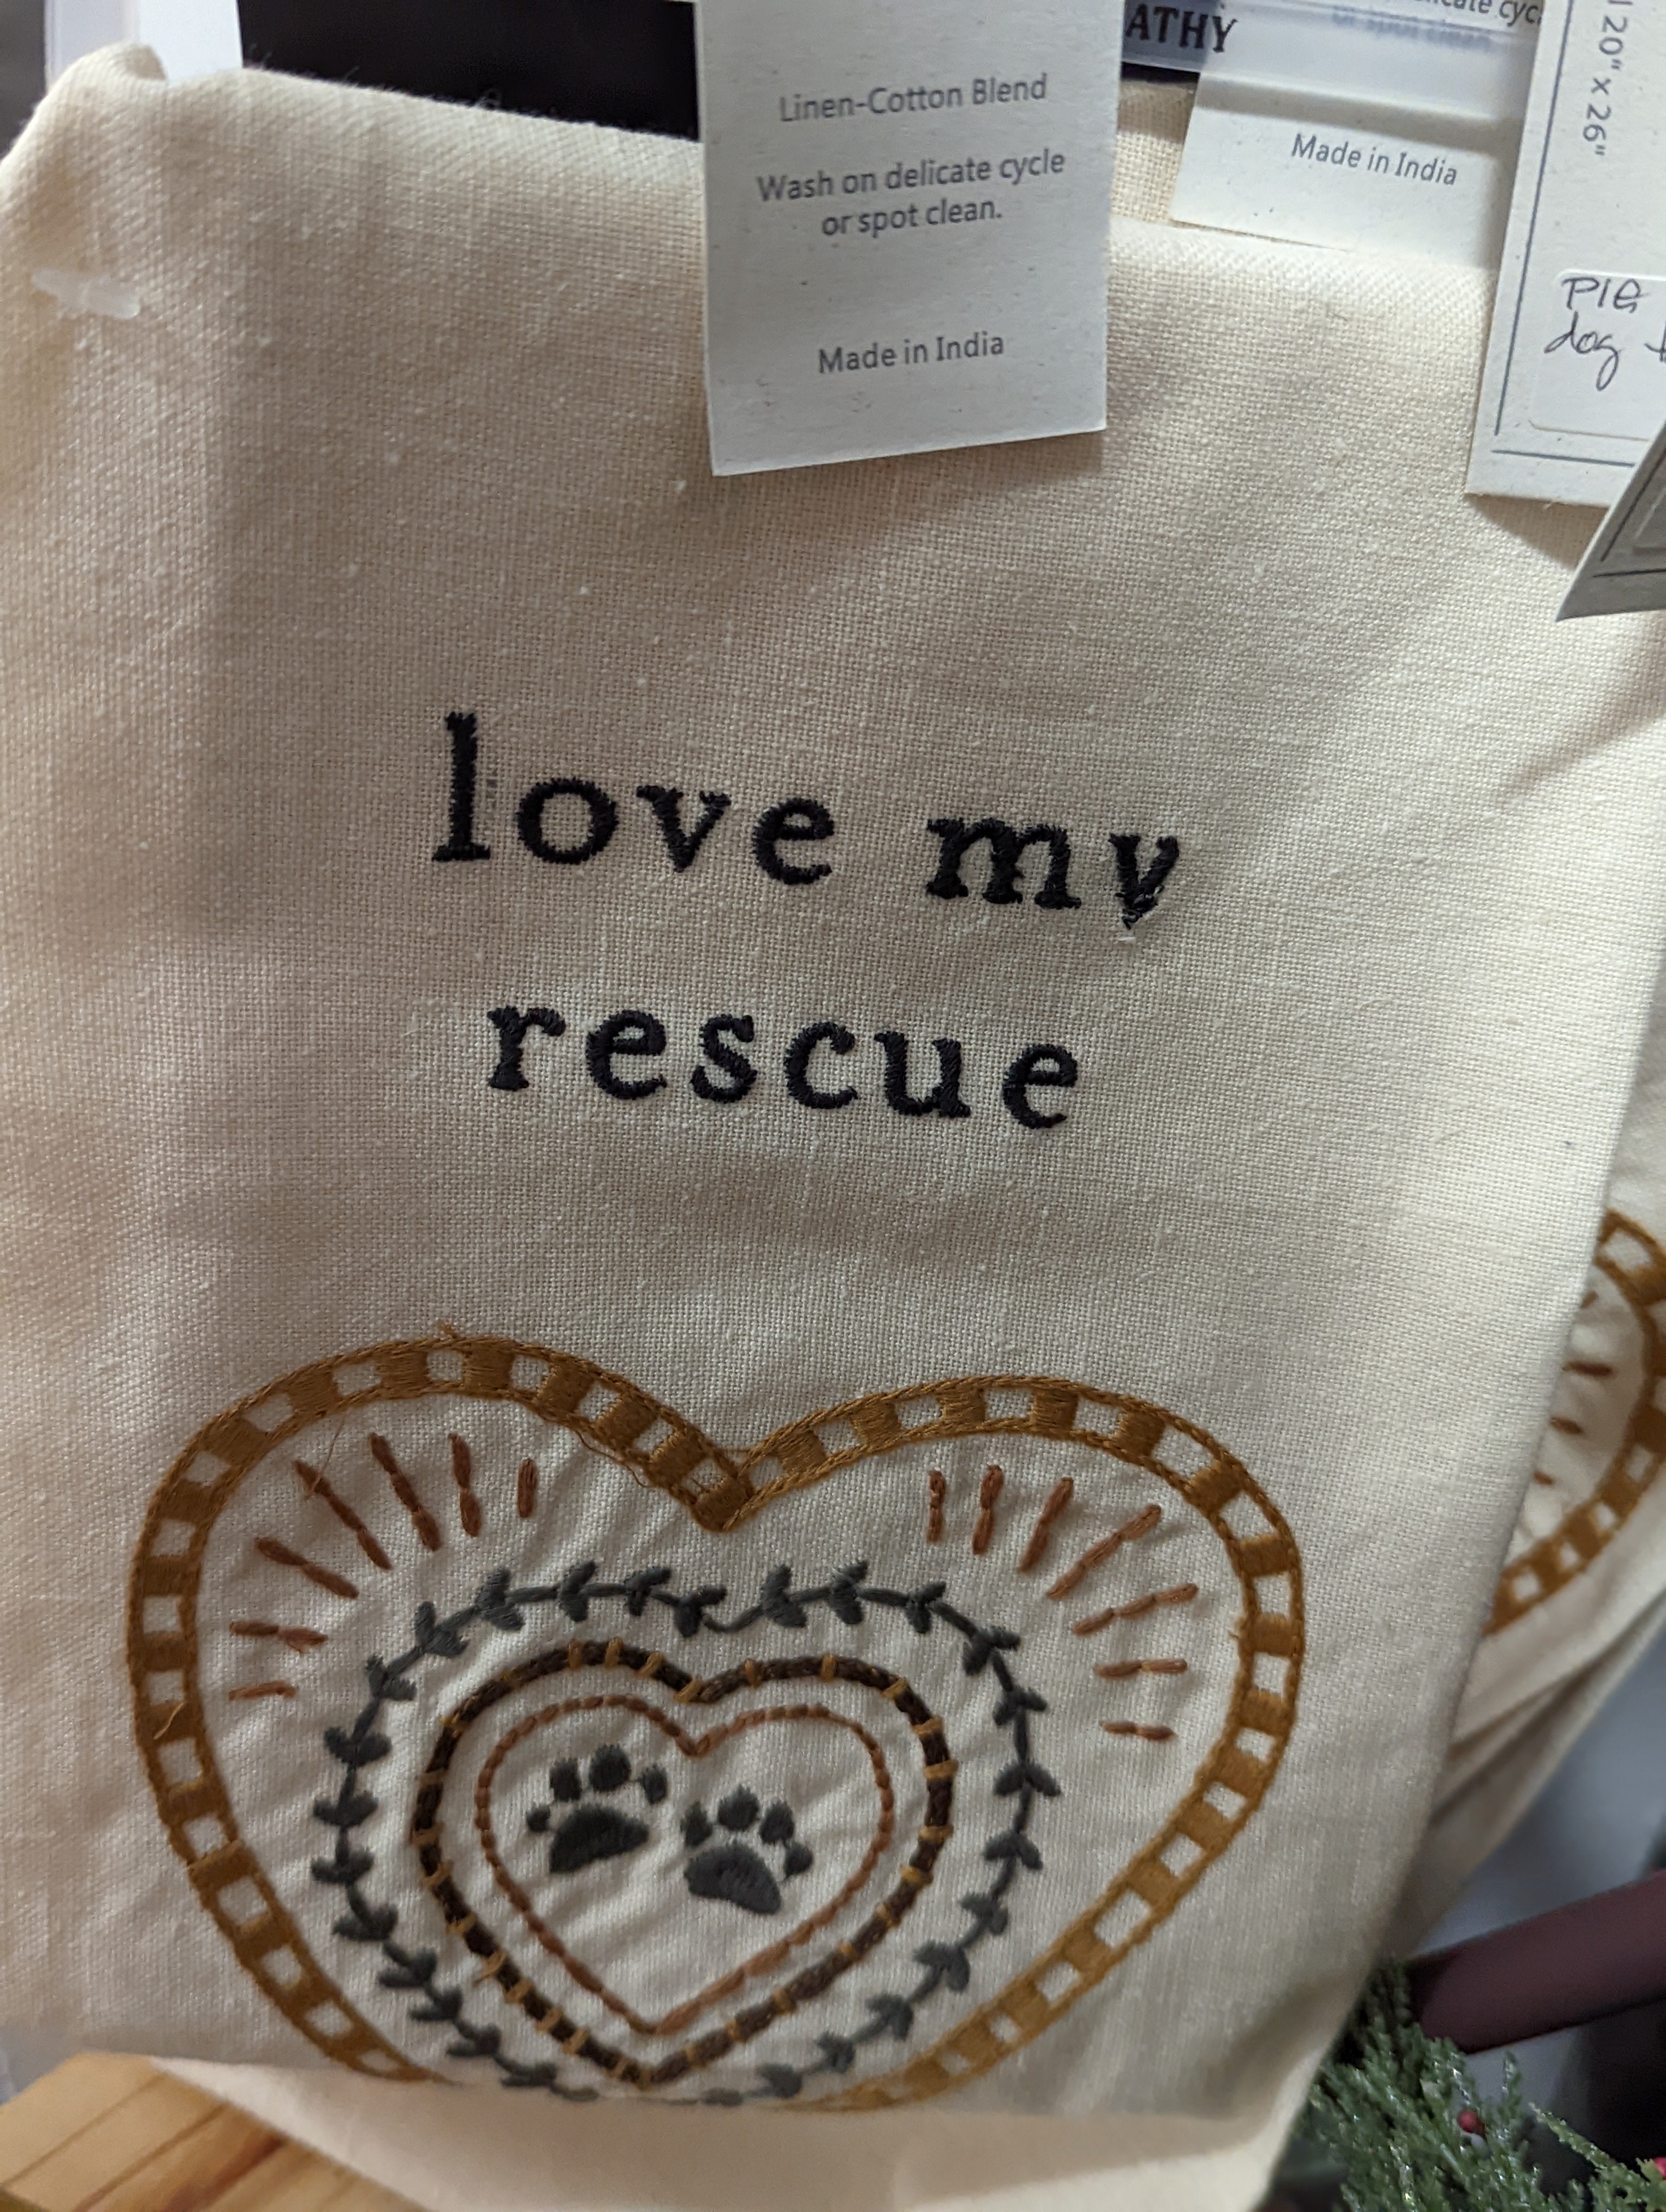 Linen-Cotton Blend
Wash on delicate cycle
or spot clean.
Made in India
ATHY
Made in India
20" x 26"
PIG
dog
love my
rescue